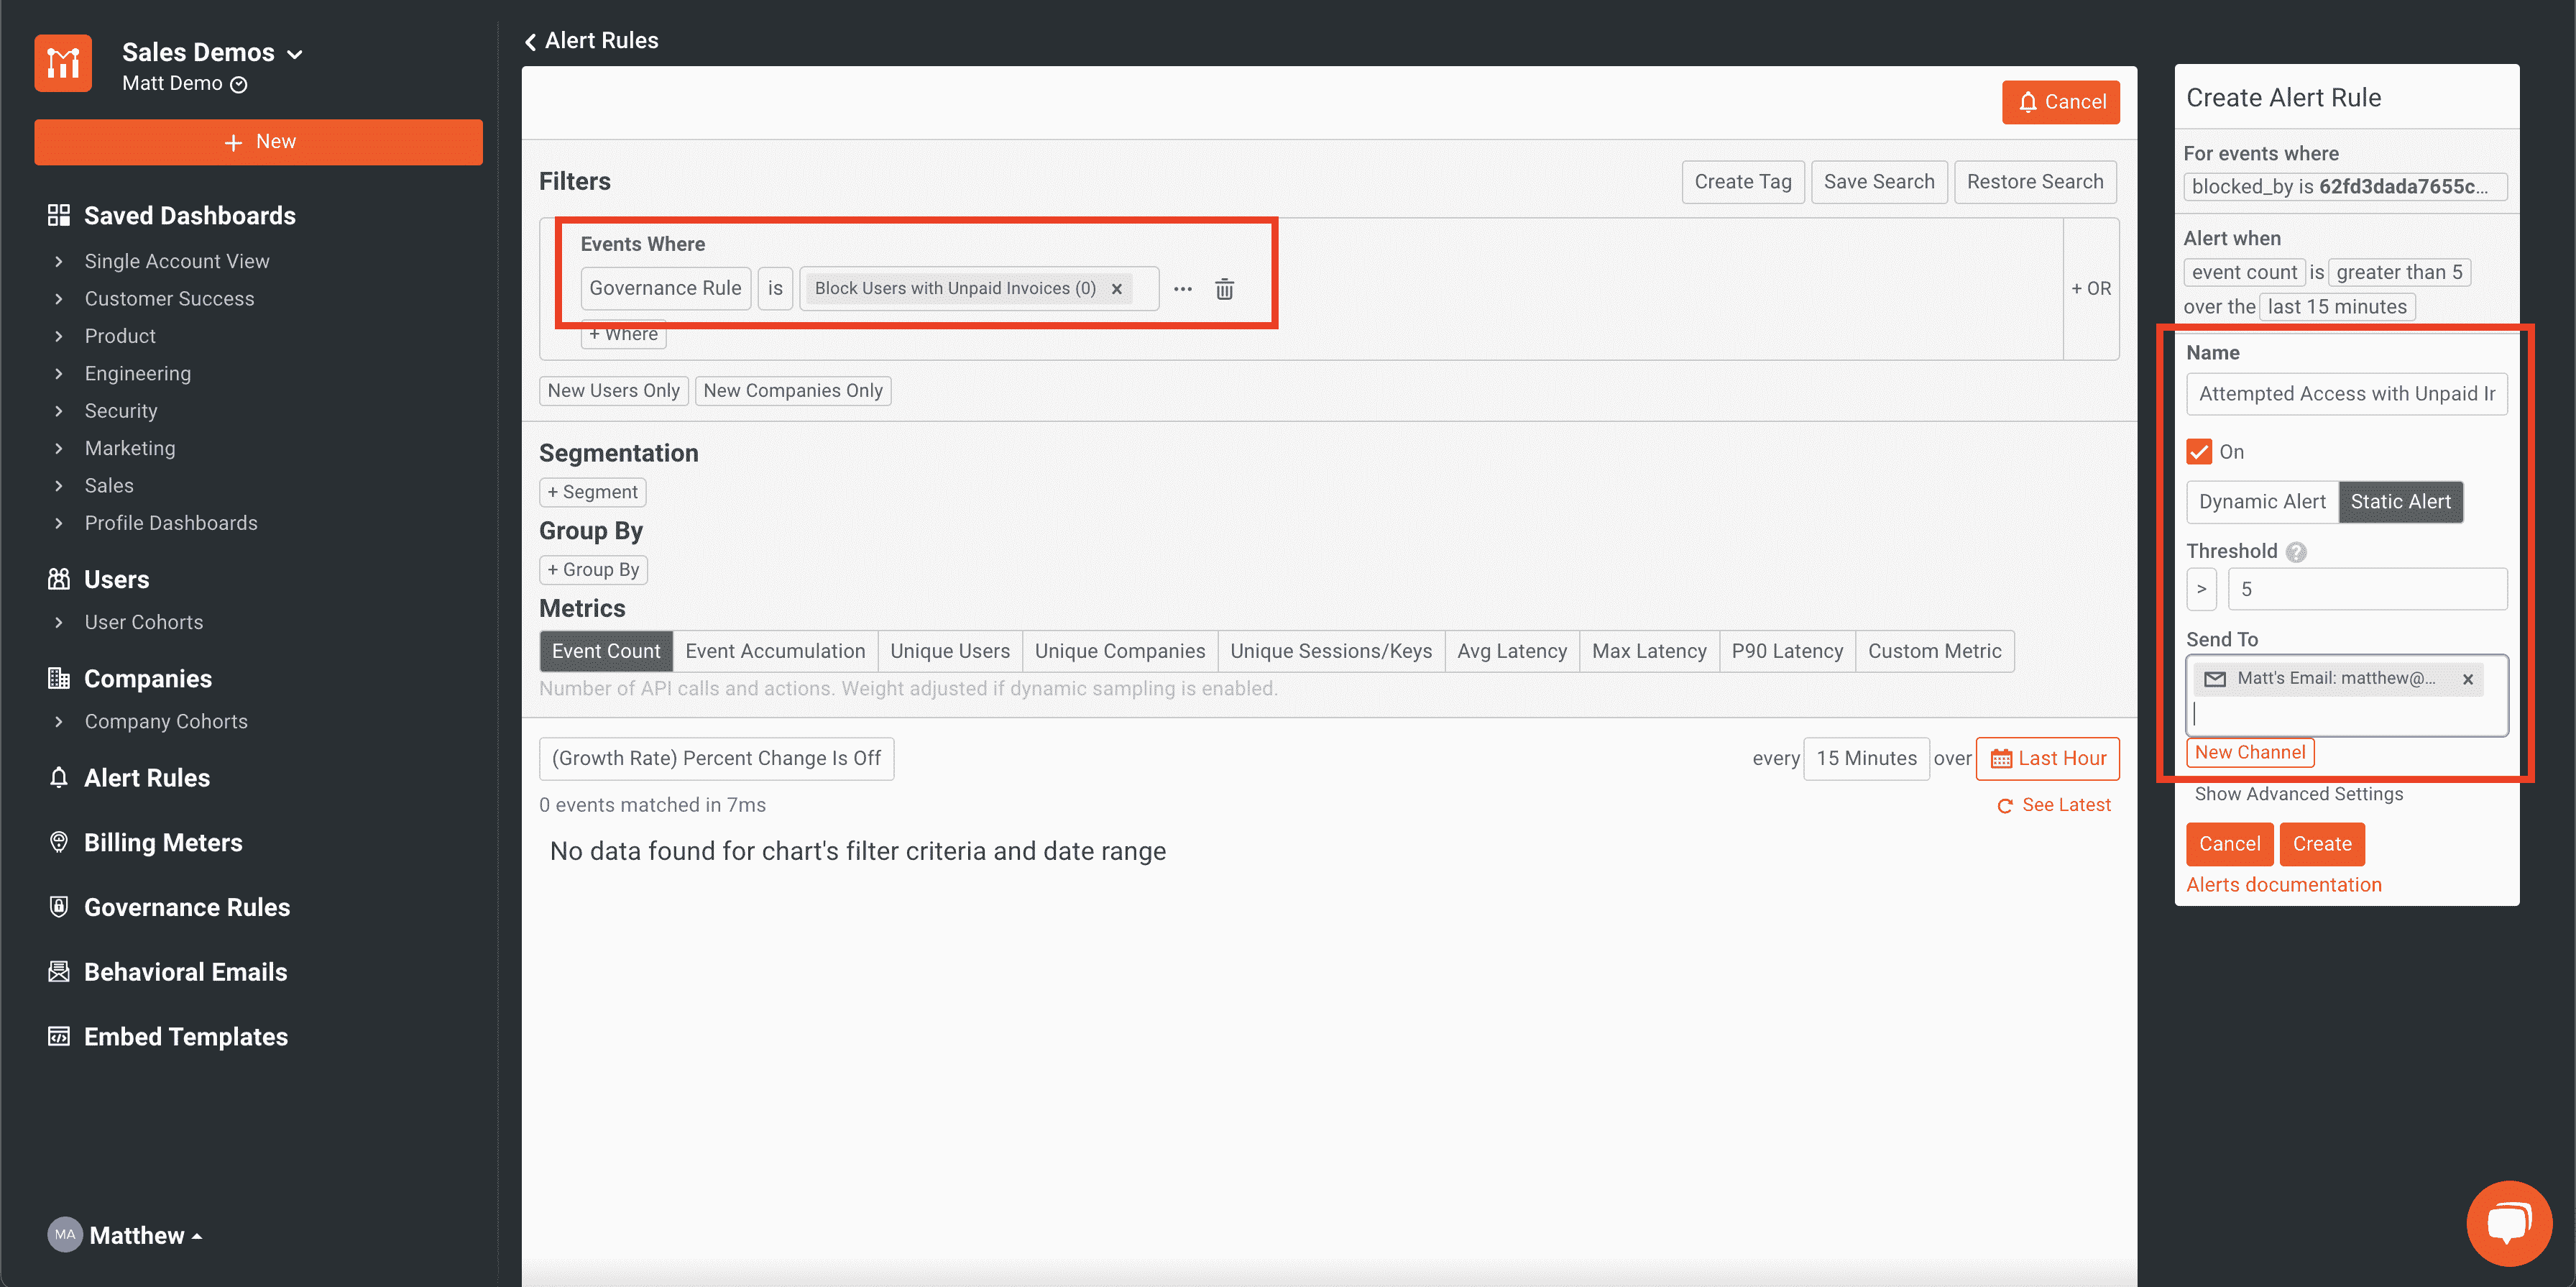 Sales Demos
Matt Demo
+ New
Saved Dashboards
Single Account View
Customer Success
Product
Engineering
Security
Marketing
Sales
Profile Dashboards
Users
User Cohorts
Companies
Company Cohorts
Alert Rules
Billing Meters
Governance Rules
Behavioral Emails
Embed Templates
MA Matthew
Alert Rules
Cancel
Filters
Create Tag Save Search Restore Search
Events Where
Governance Rule is Block Users with Unpaid Invoices (0) × ...
+ OR
+ Where
New Users Only New Companies Only
Segmentation
+ Segment
Group By
+ Group By
Metrics
Event Count Event Accumulation Unique Users Unique Companies Unique Sessions/Keys Avg Latency Max Latency P90 Latency Custom Metric
Number of API calls and actions. Weight adjusted if dynamic sampling is enabled.
(Growth Rate) Percent Change Is Off
every 15 Minutes over Last Hour
0 events matched in 7ms
See Latest
No data found for chart's filter criteria and date range
Create Alert Rule
For events where
blocked_by is 62fd3dada7655c...
Alert when
event count is greater than 5
over the last 15 minutes
Name
Attempted Access with Unpaid Ir
On
Dynamic Alert Static Alert
Threshold ?
> 5
Send To
Matt's Email: matthew@... ×
New Channel
Show Advanced Settings
Cancel Create
Alerts documentation